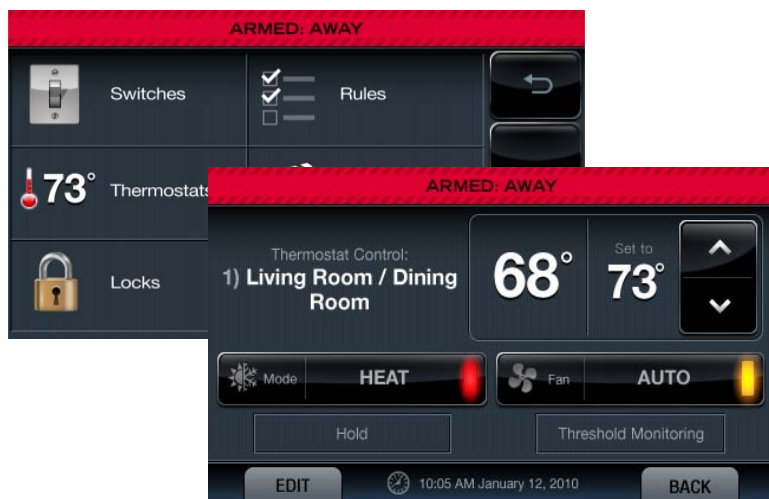 ARMED: AWAY
Switches
Rules
73° Thermostats
Locks
ARMED: AWAY
Thermostat Control:
1) Living Room / Dining
Room
68°
Set to
73°
Mode HEAT
Fan AUTO
Hold
Threshold Monitoring
EDIT
10:05 AM January 12, 2010
BACK